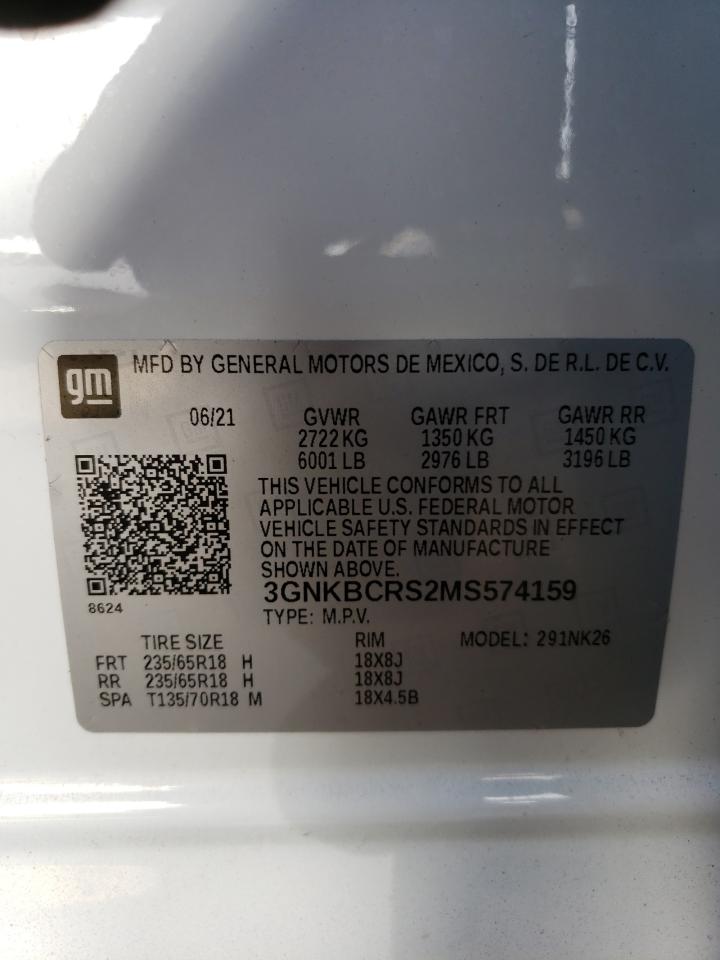 gm MFD BY GENERAL MOTORS DE MEXICO, S. DE R.L. DE C.V.
06/21 GVWR GAWR FRT GAWR RR
2722 KG 1350 KG 1450 KG
6001 LB 2976 LB 3196 LB
THIS VEHICLE CONFORMS TO ALL
APPLICABLE U.S. FEDERAL MOTOR
VEHICLE SAFETY STANDARDS IN EFFECT
ON THE DATE OF MANUFACTURE
SHOWN ABOVE.
3GNKBCRS2MS574159
8624
TYPE: M.P.V.
TIRE SIZE RIM MODEL: 291NK26
FRT 235/65R18 H 18X8J
RR 235/65R18 H 18X8J
SPA T135/70R18 M 18X4.5B